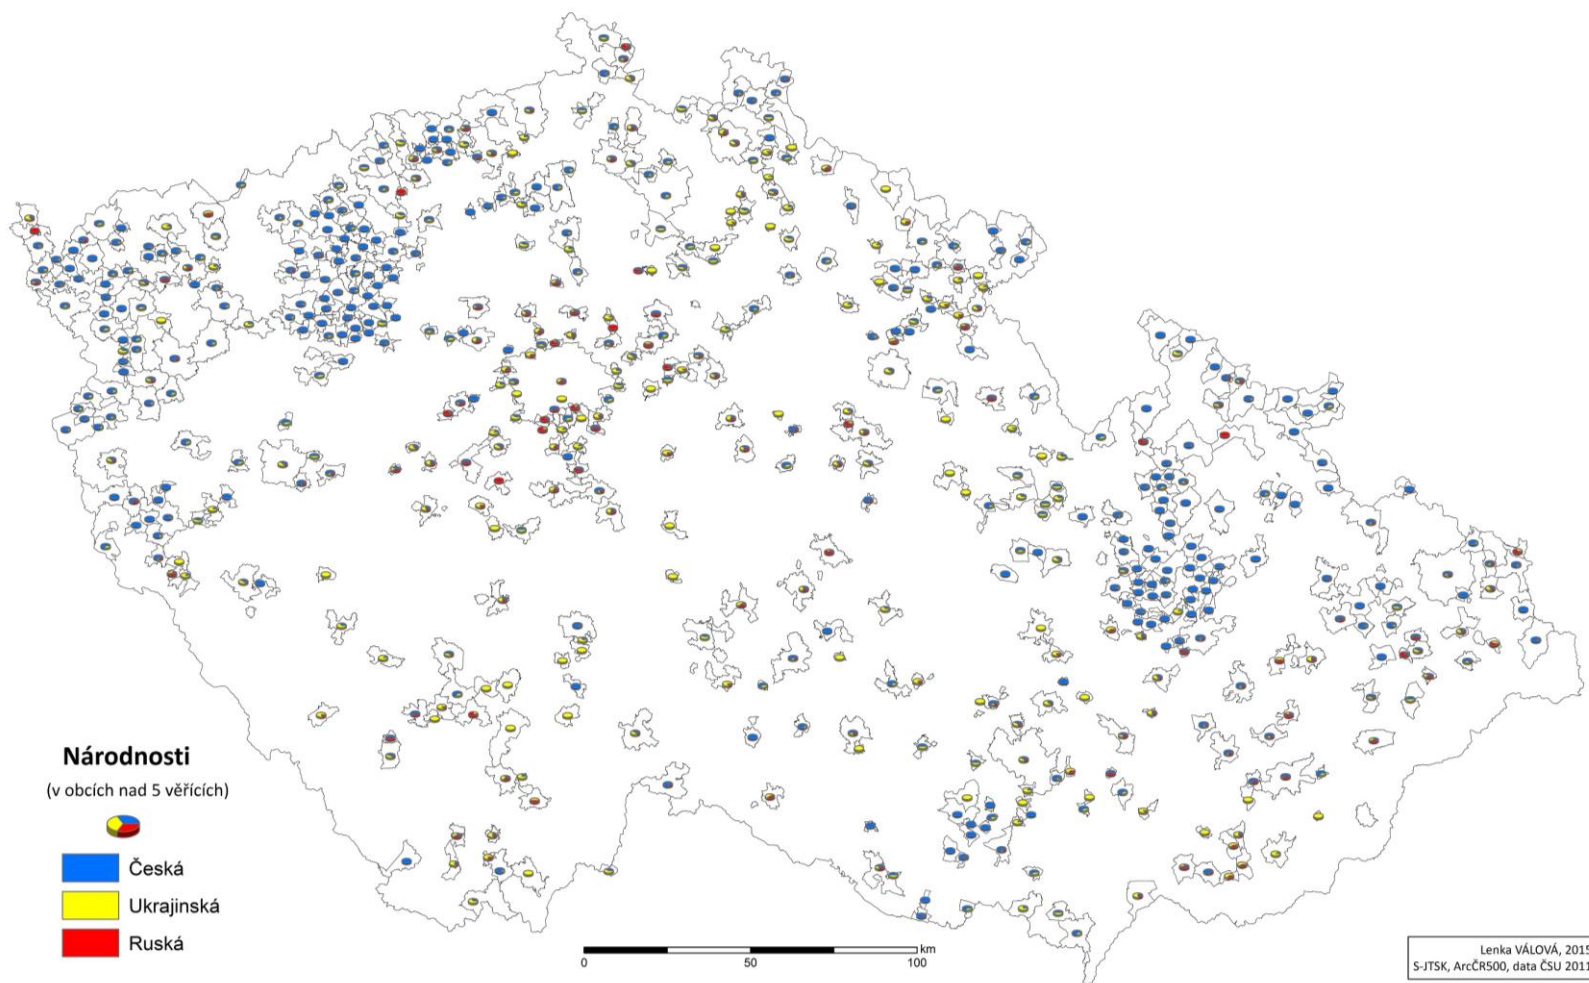 Národnosti
(v obcích nad 5 věřících)
Česká
Ukrajinská
Ruská
km
0 50 100
Lenka VÁLOVÁ, 2015
S-JTSK, ArcČR500, data ČSU 2011